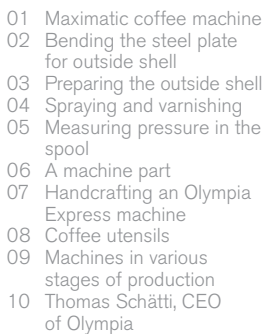 01 Maximatic coffee machine
02 Bending the steel plate
for outside shell
03 Preparing the outside shell
04 Spraying and varnishing
05 Measuring pressure in the
spool
06 A machine part
07 Handcrafting an Olympia
Express machine
08 Coffee utensils
09 Machines in various
stages of production
10 Thomas Schätti, CEO
of Olympia